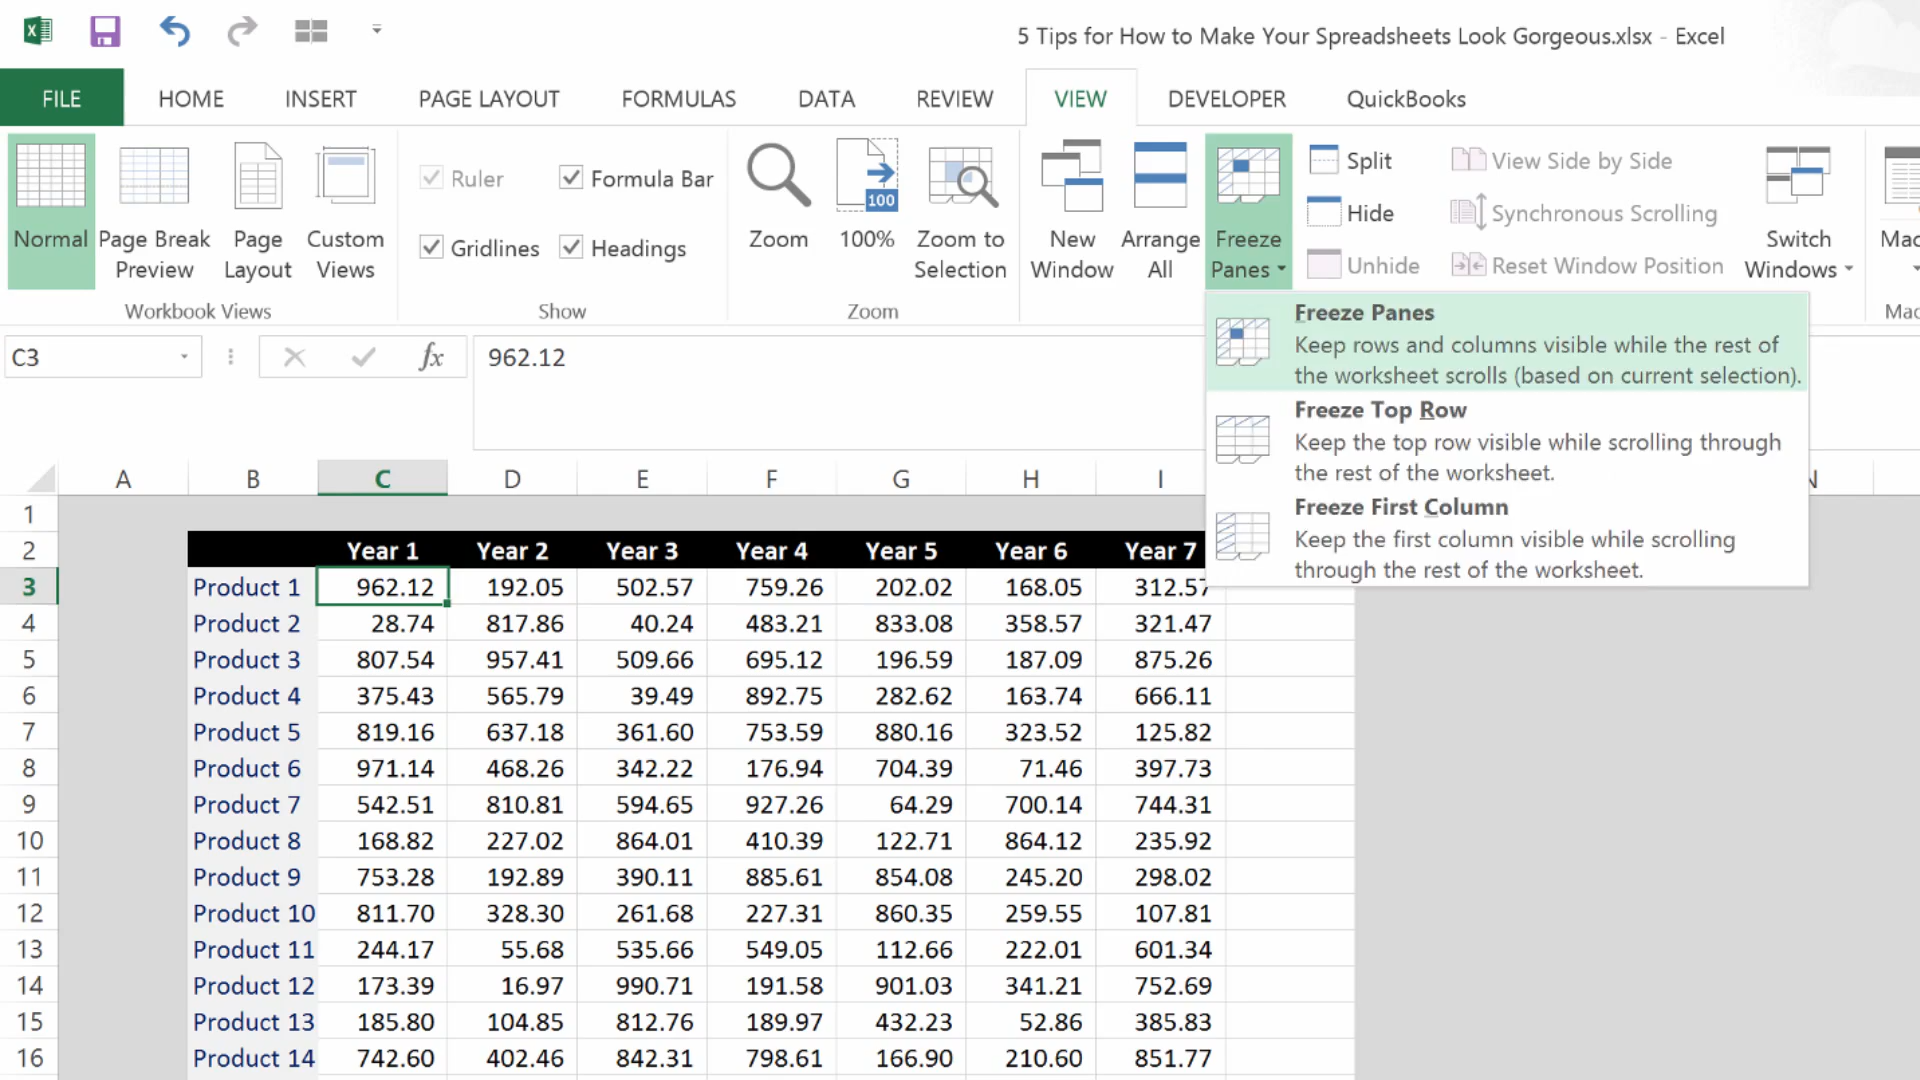 5 Tips for How to Make Your Spreadsheets Look Gorgeous.xlsx - Excel
FILE HOME INSERT PAGE LAYOUT FORMULAS DATA REVIEW VIEW DEVELOPER QuickBooks
Normal
Page Break Preview
Page Layout
Custom Views
Workbook Views
Ruler
Formula Bar
Gridlines
Headings
Show
Zoom
100
100%
Zoom to Selection
Zoom
New Window
Arrange All
Freeze Panes
Split
Hide
Unhide
View Side by Side
Synchronous Scrolling
Reset Window Position
Switch Windows
Freeze Panes
Keep rows and columns visible while the rest of
the worksheet scrolls (based on current selection).
Freeze Top Row
Keep the top row visible while scrolling through
the rest of the worksheet.
Freeze First Column
Keep the first column visible while scrolling
through the rest of the worksheet.
C3 fx 962.12
A B C D E F G H I N
1
2 Year 1 Year 2 Year 3 Year 4 Year 5 Year 6 Year 7
3 Product 1 962.12 192.05 502.57 759.26 202.02 168.05 312.57
4 Product 2 28.74 817.86 40.24 483.21 833.08 358.57 321.47
5 Product 3 807.54 957.41 509.66 695.12 196.59 187.09 875.26
6 Product 4 375.43 565.79 39.49 892.75 282.62 163.74 666.11
7 Product 5 819.16 637.18 361.60 753.59 880.16 323.52 125.82
8 Product 6 971.14 468.26 342.22 176.94 704.39 71.46 397.73
9 Product 7 542.51 810.81 594.65 927.26 64.29 700.14 744.31
10 Product 8 168.82 227.02 864.01 410.39 122.71 864.12 235.92
11 Product 9 753.28 192.89 390.11 885.61 854.08 245.20 298.02
12 Product 10 811.70 328.30 261.68 227.31 860.35 259.55 107.81
13 Product 11 244.17 55.68 535.66 549.05 112.66 222.01 601.34
14 Product 12 173.39 16.97 990.71 191.58 901.03 341.21 752.69
15 Product 13 185.80 104.85 812.76 189.97 432.23 52.86 385.83
16 Product 14 742.60 402.46 842.31 798.61 166.90 210.60 851.77